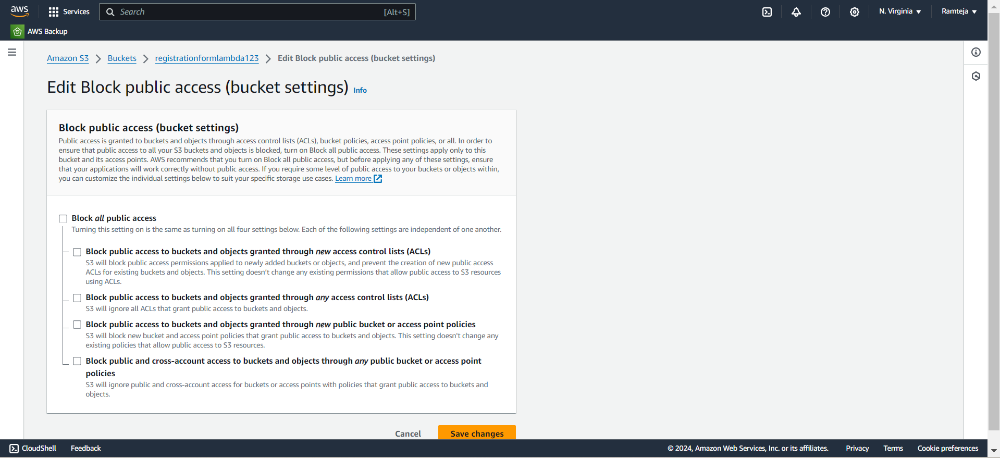 aws
Services
Search
[Alt+S]
N. Virginia
Ramteja
AWS Backup
Amazon S3
Buckets
registrationformlambda123
Edit Block public access (bucket settings)
Edit Block public access (bucket settings) Info
Block public access (bucket settings)
Public access is granted to buckets and objects through access control lists (ACLs), bucket policies, access point policies, or all. In order to
ensure that public access to all your S3 buckets and objects is blocked, turn on Block all public access. These settings apply only to this
bucket and its access points. AWS recommends that you turn on Block all public access, but before applying any of these settings, ensure
that your applications will work correctly without public access. If you require some level of public access to your buckets or objects within,
you can customize the individual settings below to suit your specific storage use cases. Learn more
Block all public access
Turning this setting on is the same as turning on all four settings below. Each of the following settings are independent of one another.
Block public access to buckets and objects granted through new access control lists (ACLs)
S3 will block public access permissions applied to newly added buckets or objects, and prevent the creation of new public access
ACLs for existing buckets and objects. This setting doesn't change any existing permissions that allow public access to S3 resources
using ACLs.
Block public access to buckets and objects granted through any access control lists (ACLs)
S3 will ignore all ACLs that grant public access to buckets and objects.
Block public access to buckets and objects granted through new public bucket or access point policies
S3 will block new bucket and access point policies that grant public access to buckets and objects. This setting doesn't change any
existing policies that allow public access to S3 resources.
Block public and cross-account access to buckets and objects through any public bucket or access point
policies
S3 will ignore public and cross-account access for buckets or access points with policies that grant public access to buckets and
objects.
Cancel
Save changes
CloudShell
Feedback
© 2024, Amazon Web Services, Inc. or its affiliates.
Privacy
Terms
Cookie preferences